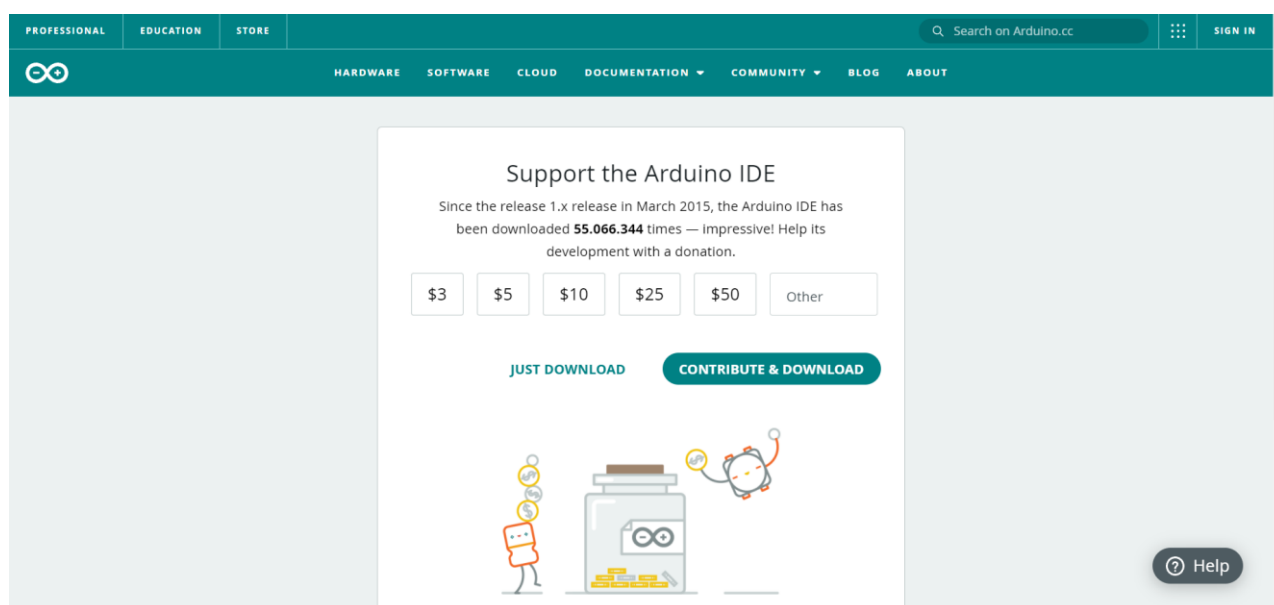 PROFESSIONAL
EDUCATION
STORE
Search on Arduino.cc
SIGN IN
HARDWARE
SOFTWARE
CLOUD
DOCUMENTATION
COMMUNITY
BLOG
ABOUT
Support the Arduino IDE
Since the release 1.x release in March 2015, the Arduino IDE has
been downloaded 55.066.344 times — impressive! Help its
development with a donation.
$3
$5
$10
$25
$50
Other
JUST DOWNLOAD
CONTRIBUTE & DOWNLOAD
Help